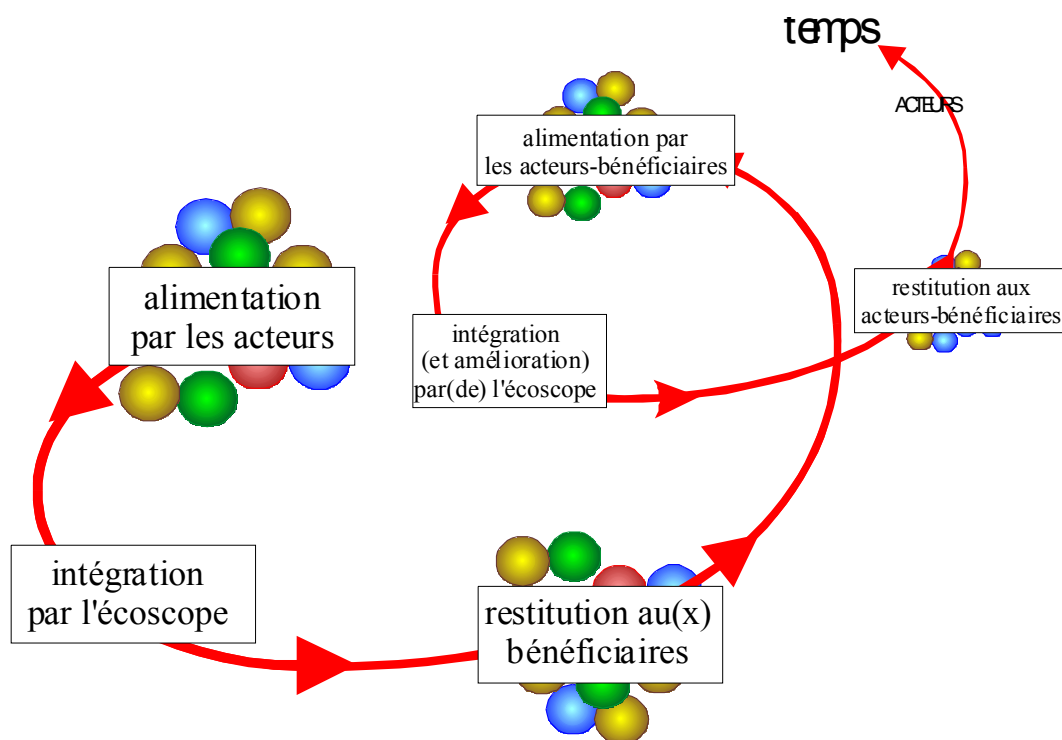 temps
ACTEURS
alimentation par
les acteurs-bénéficiaires
restitution aux
acteurs-bénéficiaires
alimentation
par les acteurs
intégration
(et amélioration)
par(de) l'écoscope
intégration
par l'écoscope
restitution au(x)
bénéficiaires